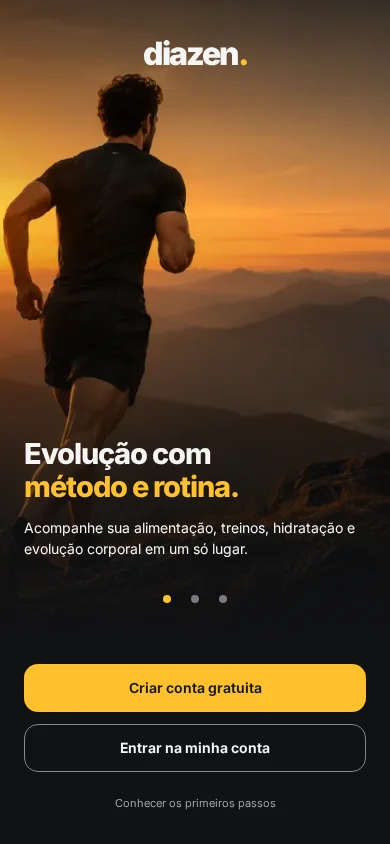 diazen.
Evolução com
método e rotina.
Acompanhe sua alimentação, treinos, hidratação e
evolução corporal em um só lugar.
Criar conta gratuita
Entrar na minha conta
Conhecer os primeiros passos